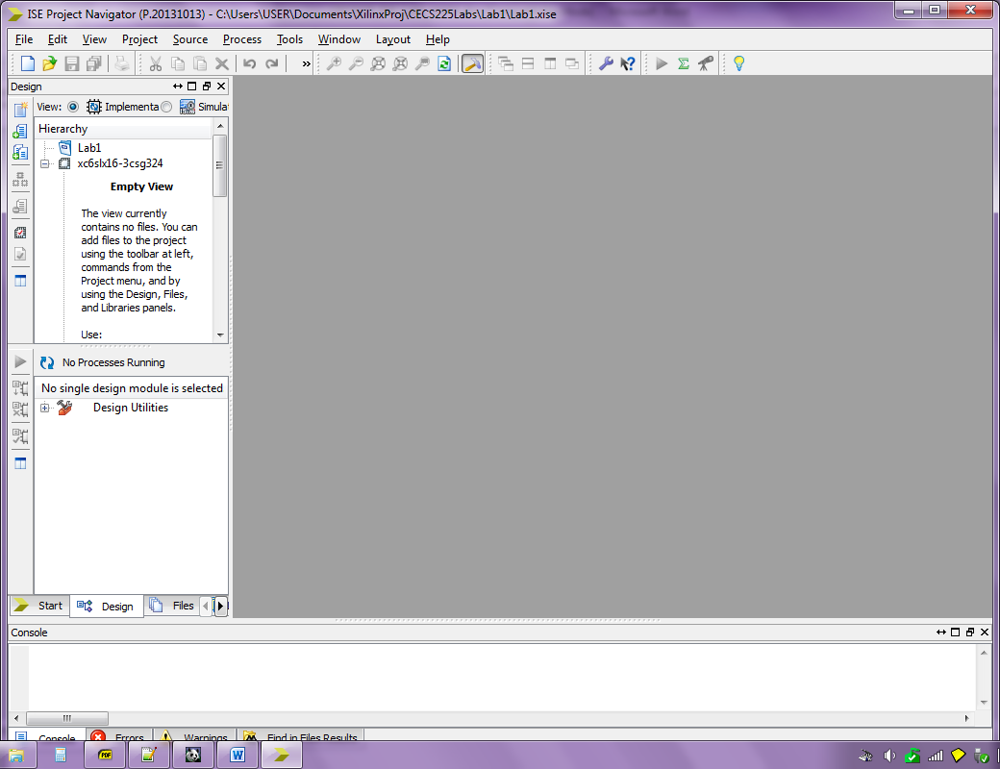 ISE Project Navigator (P.20131013) - C:\Users\USER\Documents\XilinxProj\CECS225Labs\Lab1\Lab1.xise
File Edit View Project Source Process Tools Window Layout Help
»
Design
View: Implementa Simulat
Hierarchy
Lab1
xc6slx16-3csg324
Empty View
The view currently
contains no files. You can
add files to the project
using the toolbar at left,
commands from the
Project menu, and by
using the Design, Files,
and Libraries panels.
Use:
No Processes Running
No single design module is selected
Design Utilities
Start Design Files
Console
Console Errors Warnings Find in Files Results
PDF W